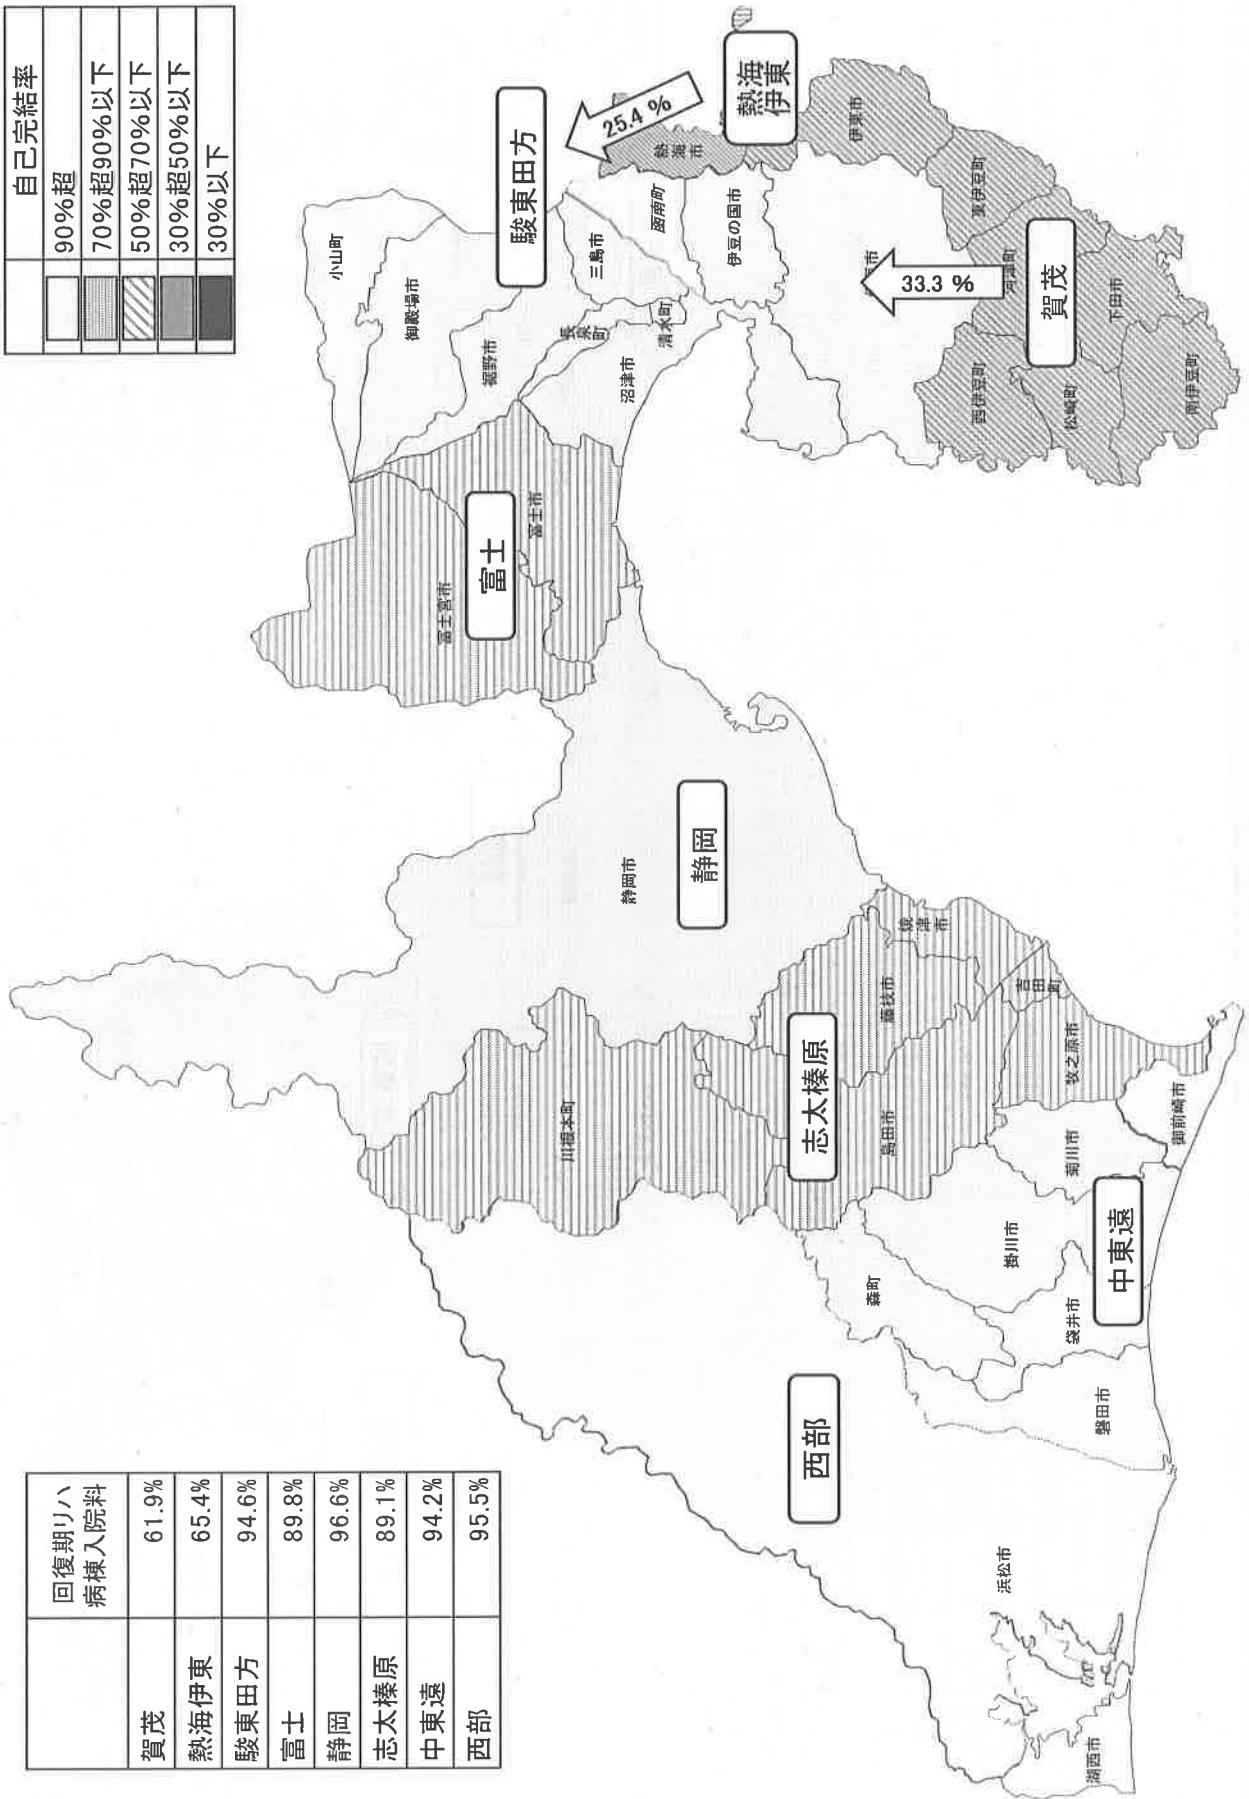 回復期リハ
病棟入院料
賀茂 61.9%
熱海伊東 65.4%
駿東田方 94.6%
富士 89.8%
静岡 96.6%
志太榛原 89.1%
中東遠 94.2%
西部 95.5%
自己完結率
90%超
70%超90%以下
50%超70%以下
30%超50%以下
30%以下
小山町
御殿場市
裾野市
駿東田方
三島市
函南町
長泉町
清水町
沼津市
伊豆の国市
25.4 %
熱海市
熱海
伊東
伊東市
東伊豆町
33.3 %
河津町
賀茂
下田市
西伊豆町
松崎町
南伊豆町
富士宮市
富士
富士市
静岡市
静岡
川根本町
志太榛原
藤枝市
焼津市
島田市
吉田町
牧之原市
御前崎市
菊川市
掛川市
森町
袋井市
中東遠
磐田市
西部
浜松市
湖西市